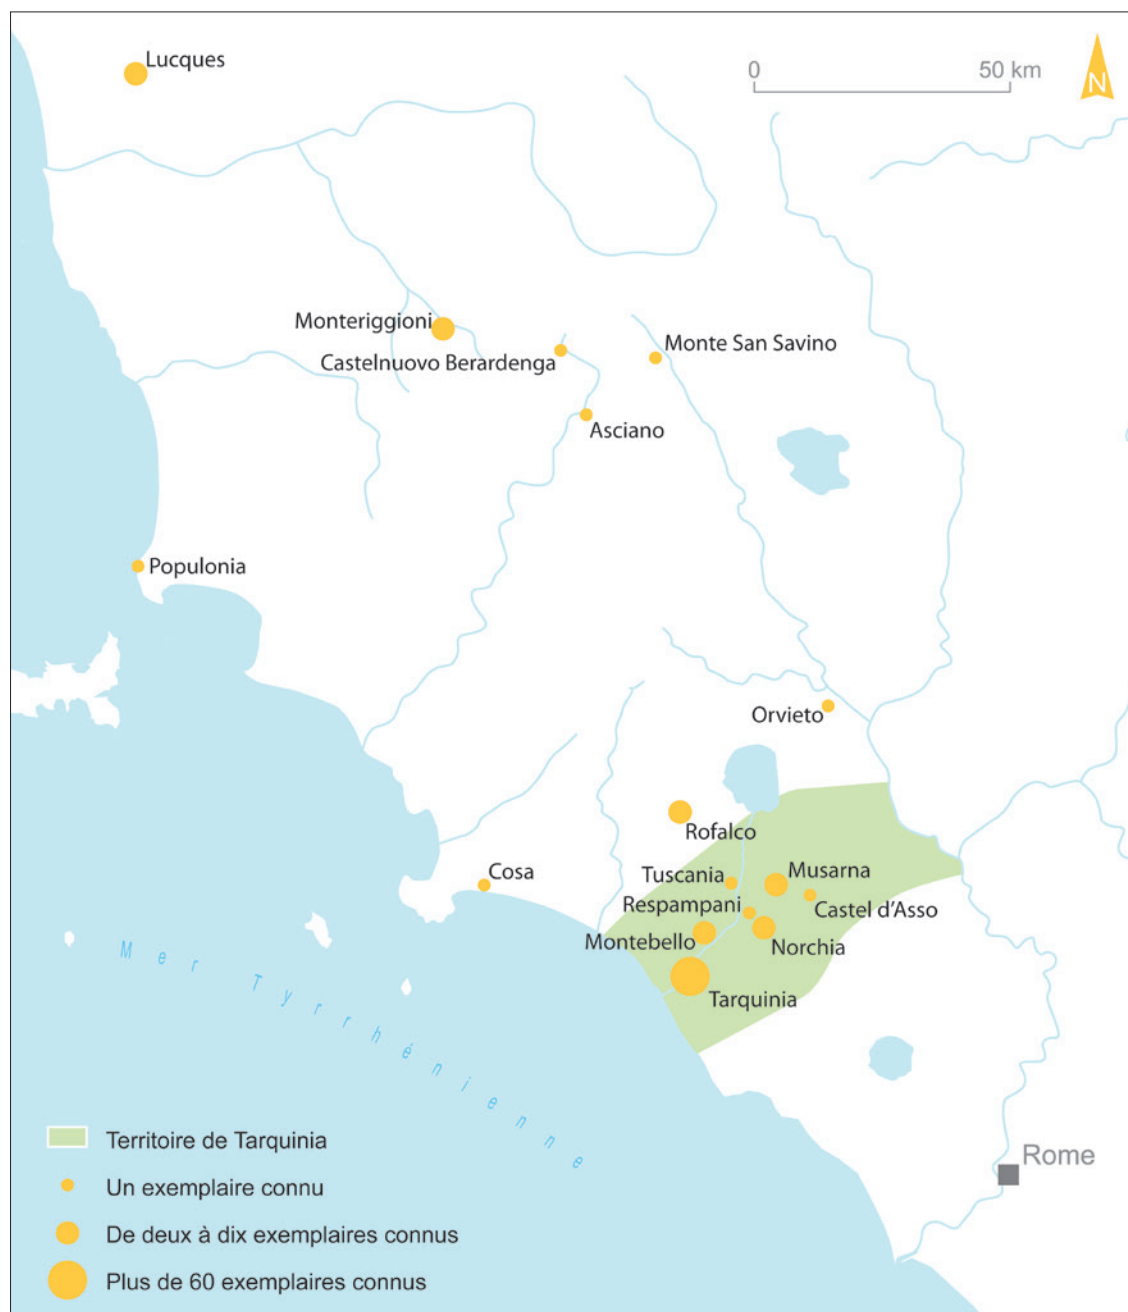 Lucques
0 50 km
N
Monteriggioni
Castelnuovo Berardenga
Monte San Savino
Asciano
Populonia
Orvieto
Rofalco
Cosa
Tuscania
Musarna
Respampani
Castel d'Asso
Montebello
Norchia
Tarquinia
Mer Tyrrhénienne
Rome
Territoire de Tarquinia
Un exemplaire connu
De deux à dix exemplaires connus
Plus de 60 exemplaires connus